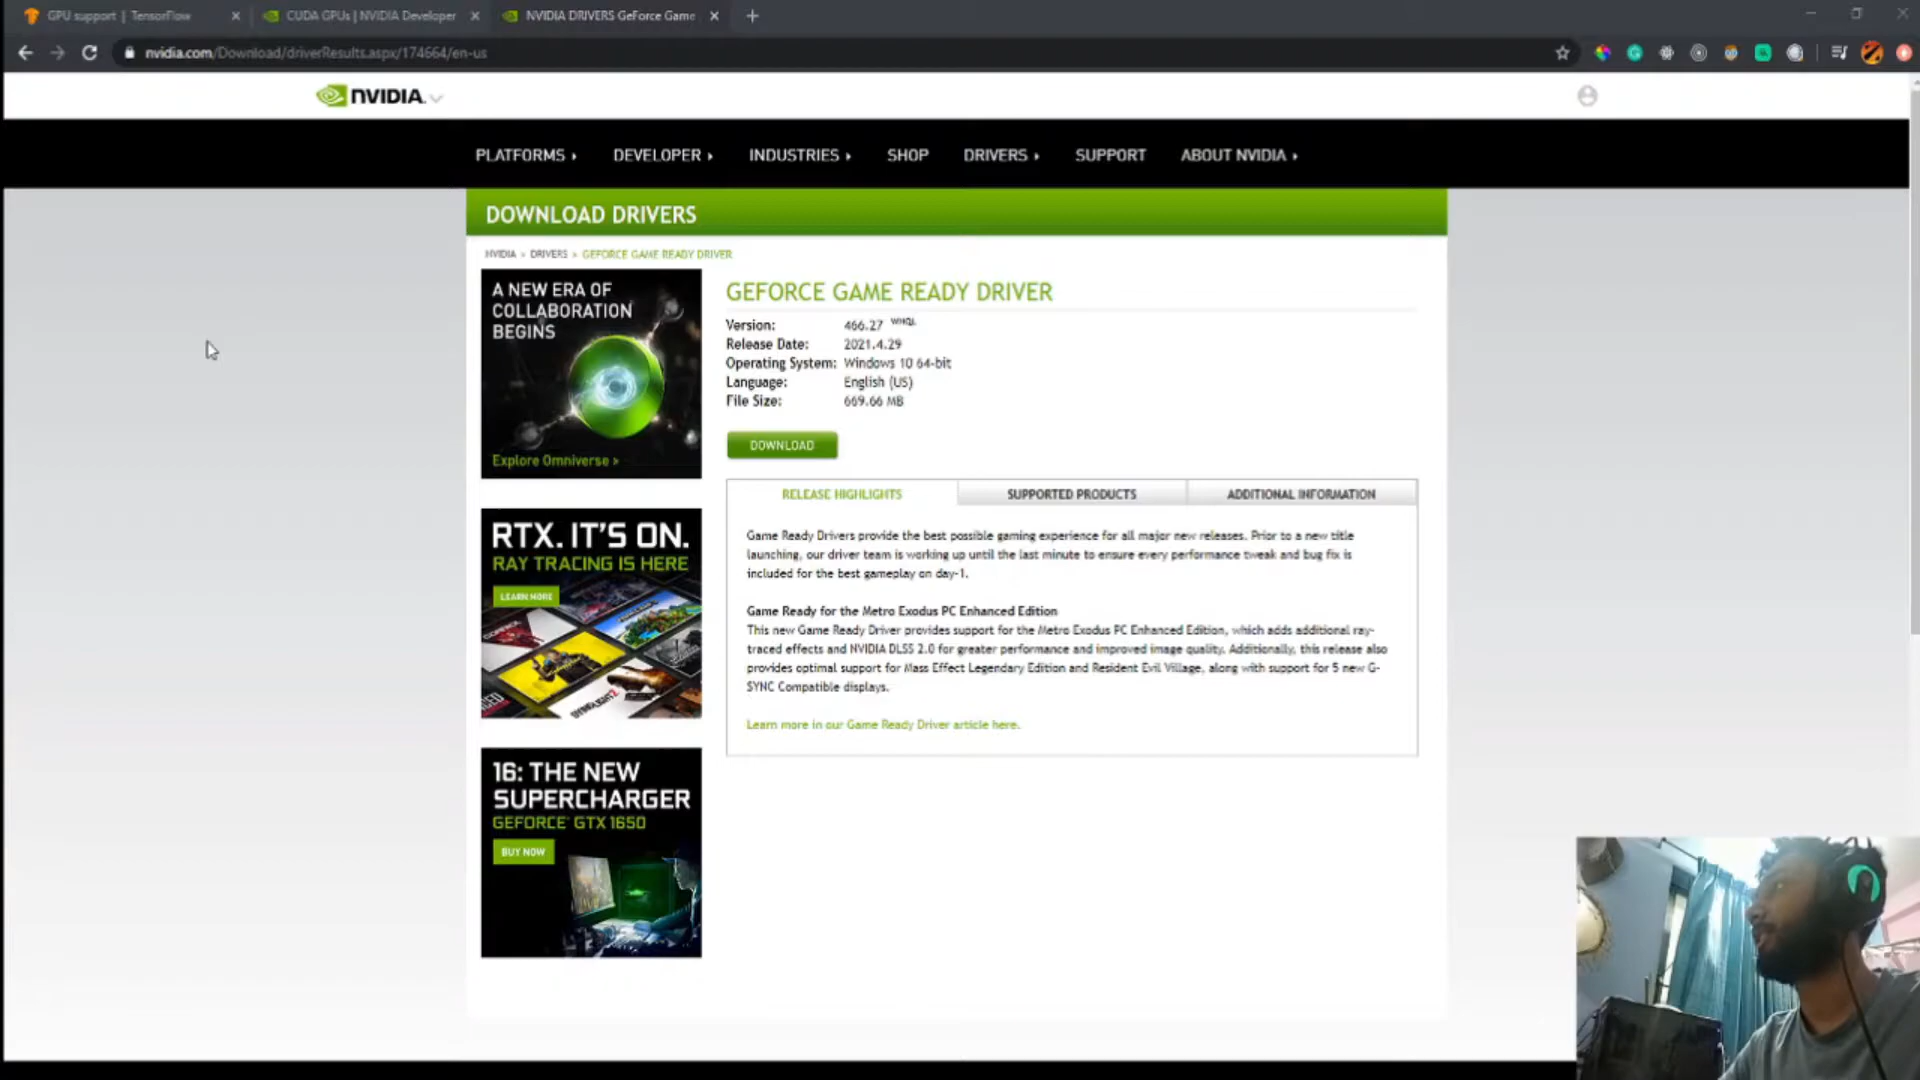 GPU support | TensorFlow
CUDA GPUs | NVIDIA Developer
NVIDIA DRIVERS GeForce Game
nvidia.com/Download/driverResults.aspx/174664/en-us
NVIDIA.
PLATFORMS DEVELOPER INDUSTRIES SHOP DRIVERS SUPPORT ABOUT NVIDIA
DOWNLOAD DRIVERS
NVIDIA > DRIVERS > GEFORCE GAME READY DRIVER
A NEW ERA OF
COLLABORATION
BEGINS
Explore Omniverse >
RTX. IT'S ON.
RAY TRACING IS HERE
LEARN MORE
DYING LIGHT 2
16: THE NEW
SUPERCHARGER
GEFORCE® GTX 1650
BUY NOW
GEFORCE GAME READY DRIVER
Version: 466.27 WHQL
Release Date: 2021.4.29
Operating System: Windows 10 64-bit
Language: English (US)
File Size: 669.66 MB
DOWNLOAD
RELEASE HIGHLIGHTS SUPPORTED PRODUCTS ADDITIONAL INFORMATION
Game Ready Drivers provide the best possible gaming experience for all major new releases. Prior to a new title
launching, our driver team is working up until the last minute to ensure every performance tweak and bug fix is
included for the best gameplay on day-1.
Game Ready for the Metro Exodus PC Enhanced Edition
This new Game Ready Driver provides support for the Metro Exodus PC Enhanced Edition, which adds additional ray-
traced effects and NVIDIA DLSS 2.0 for greater performance and improved image quality. Additionally, this release also
provides optimal support for Mass Effect Legendary Edition and Resident Evil Village, along with support for 5 new G-
SYNC Compatible displays.
Learn more in our Game Ready Driver article here.